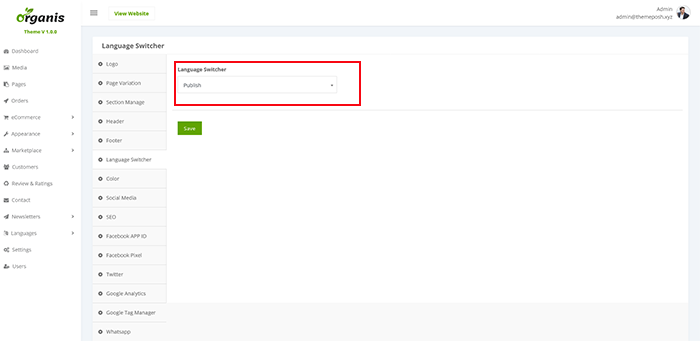 Organis
Theme V 1.0.0
View Website
Admin
admin@themeposh.xyz
Dashboard
Media
Pages
Orders
eCommerce
Appearance
Marketplace
Customers
Review & Ratings
Contact
Newsletters
Languages
Settings
Users
Language Switcher
Logo
Page Variation
Section Manage
Header
Footer
Language Switcher
Color
Social Media
SEO
Facebook APP ID
Facebook Pixel
Twitter
Google Analytics
Google Tag Manager
Whatsapp
Language Switcher
Publish
Save